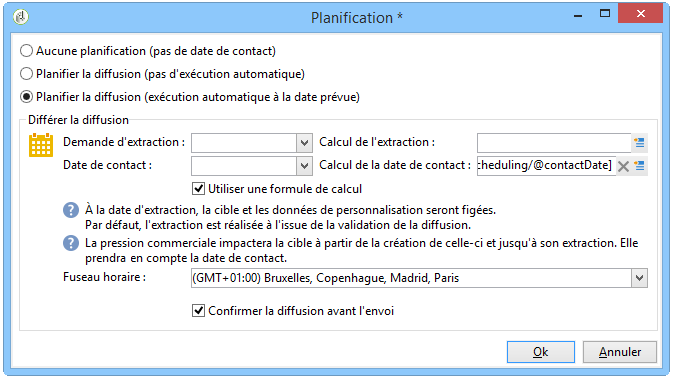 Planification *
Aucune planification (pas de date de contact)
Planifier la diffusion (pas d'exécution automatique)
Planifier la diffusion (exécution automatique à la date prévue)
Différer la diffusion
Demande d'extraction : Calcul de l'extraction :
Date de contact : Calcul de la date de contact : cheduling/@contactDate]
Utiliser une formule de calcul
À la date d'extraction, la cible et les données de personnalisation seront figées.
Par défaut, l'extraction est réalisée à l'issue de la validation de la diffusion.
La pression commerciale impactera la cible à partir de la création de celle-ci et jusqu'à son extraction. Elle
prendra en compte la date de contact.
Fuseau horaire : (GMT+01:00) Bruxelles, Copenhague, Madrid, Paris
Confirmer la diffusion avant l'envoi
Ok Annuler